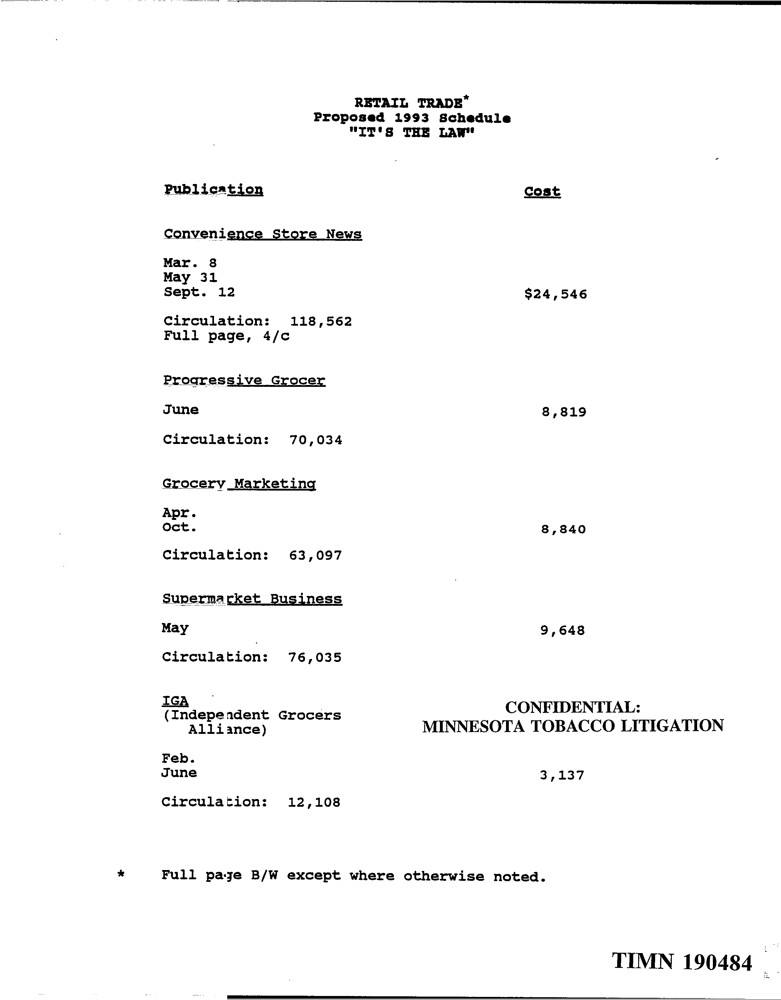 RETAIL TRADE*
Proposed 1993 Schedule
"IT'S THE LAW"
Publication Cost
Convenience Store News
Mar. 8
May 31
Sept. 12 $24,546
Circulation: 118,562
Full page, 4/c
Progressive Grocer
June 8,819
Circulation: 70,034
Grocery Marketing
Apr.
Oct. 8,840
Circulation: 63,097
Supermarket Business
May 9,648
Circulation: 76,035
IGA
(Independent Grocers
Alliance)
CONFIDENTIAL:
MINNESOTA TOBACCO LITIGATION
Feb.
June 3,137
Circulation: 12,108
* Full page B/W except where otherwise noted.
TIMN 190484